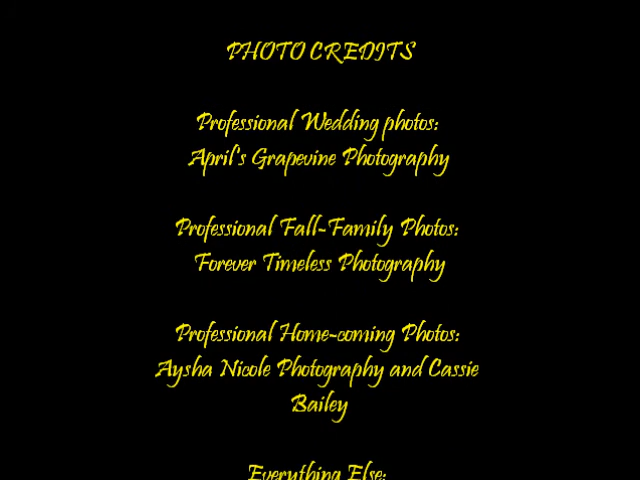 PHOTO CREDITS
Professional Wedding photos:
April's Grapevine Photography
Professional Fall-Family Photos:
Forever Timeless Photography
Professional Home-coming Photos:
Aysha Nicole Photography and Cassie
Bailey
Everything Else: